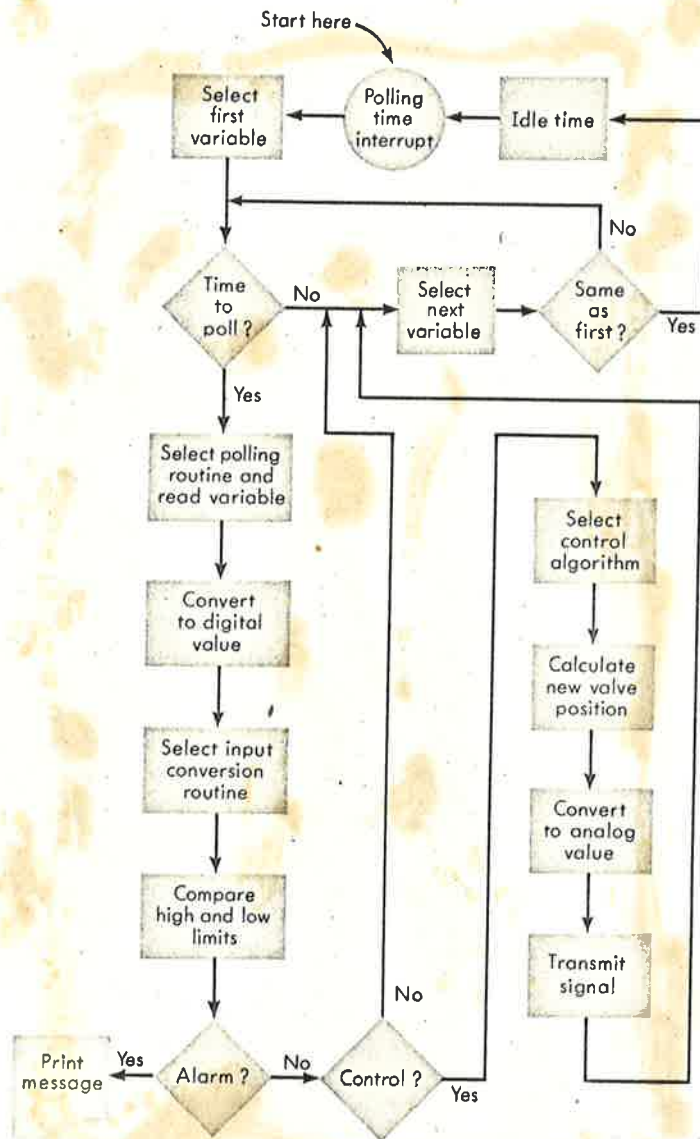 Start here
Select
first
variable
Polling
time
interrupt
Idle time
No
Time
to
poll ?
No
Select
next
variable
Same
as
first ?
Yes
Yes
Select polling
routine and
read variable
Select
control
algorithm
Convert
to digital
value
Calculate
new valve
position
Select input
conversion
routine
Convert
to analog
value
Compare
high and low
limits
Transmit
signal
No
Print
message
Yes
Alarm ?
No
Control ?
Yes